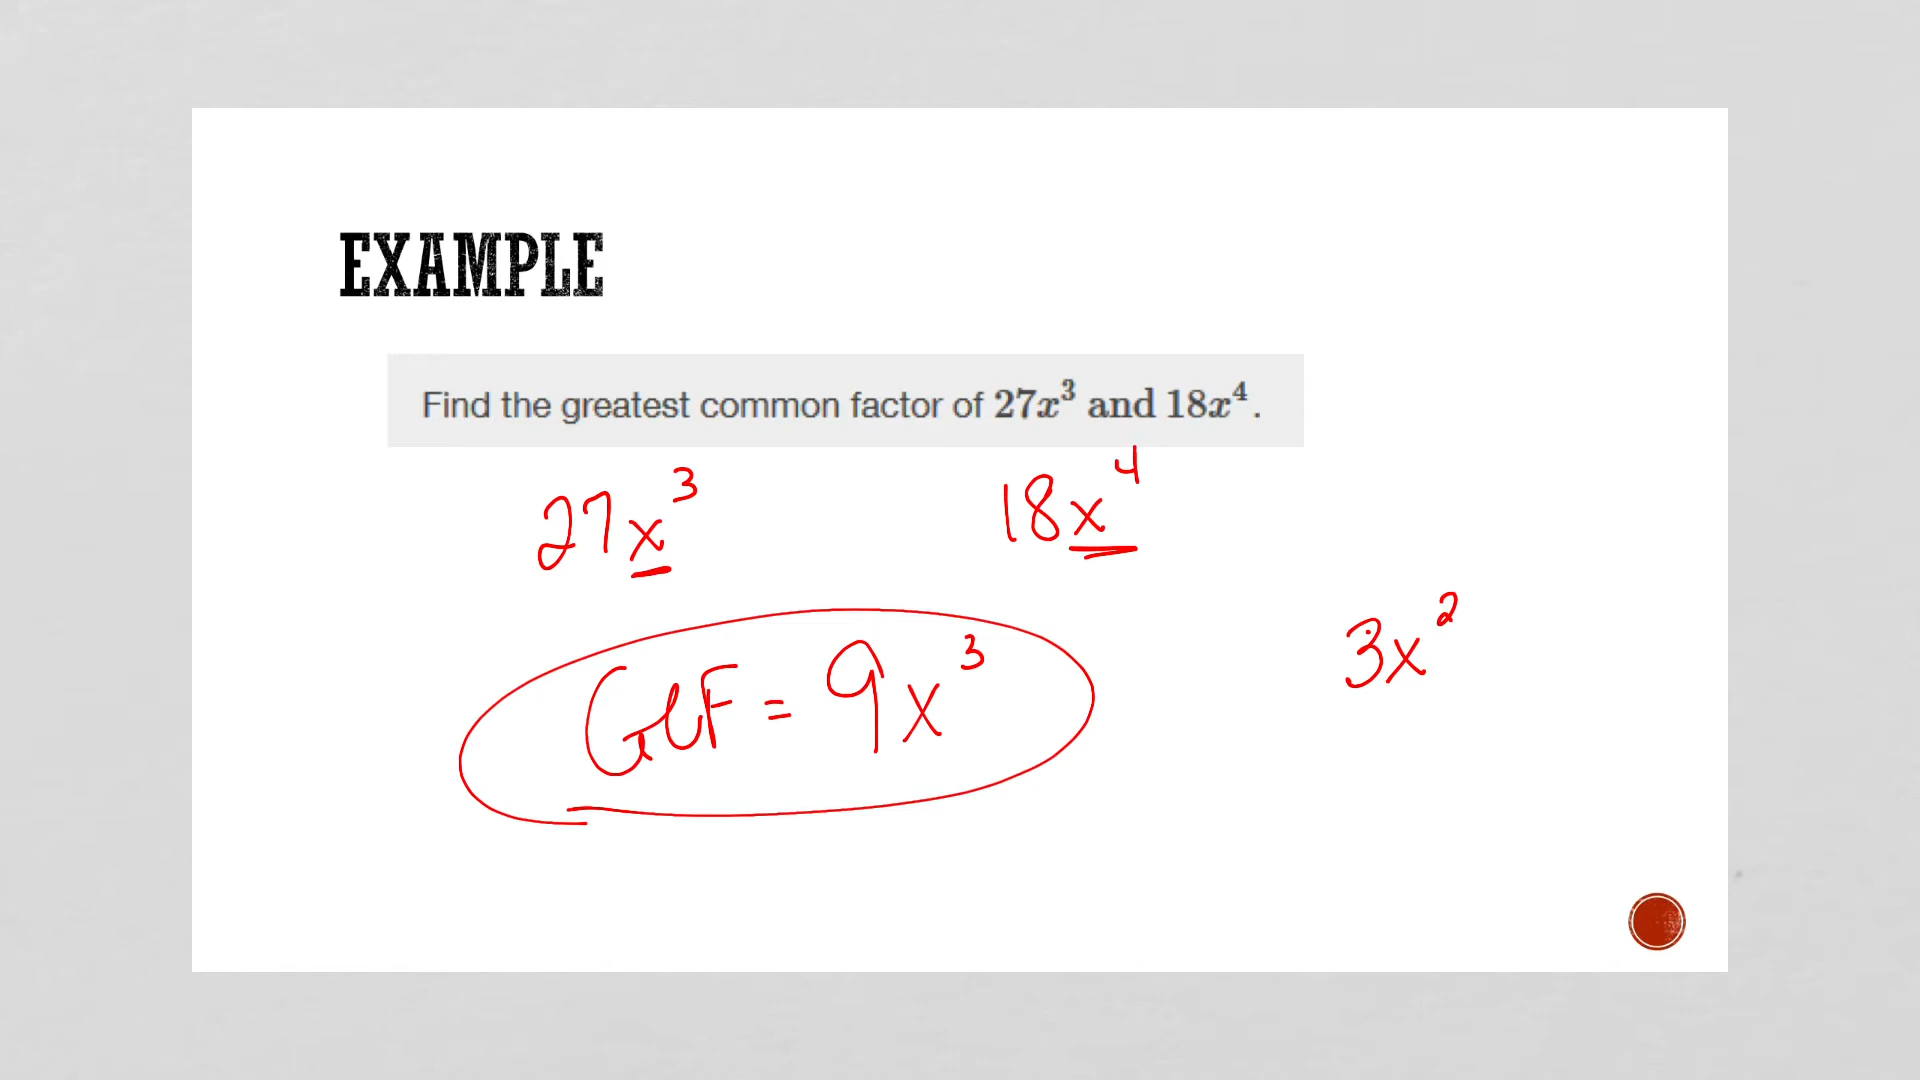 EXAMPLE
Find the greatest common factor of 27x³ and 18x⁴.
27x³ 18x⁴
GCF = 9x³
3x²